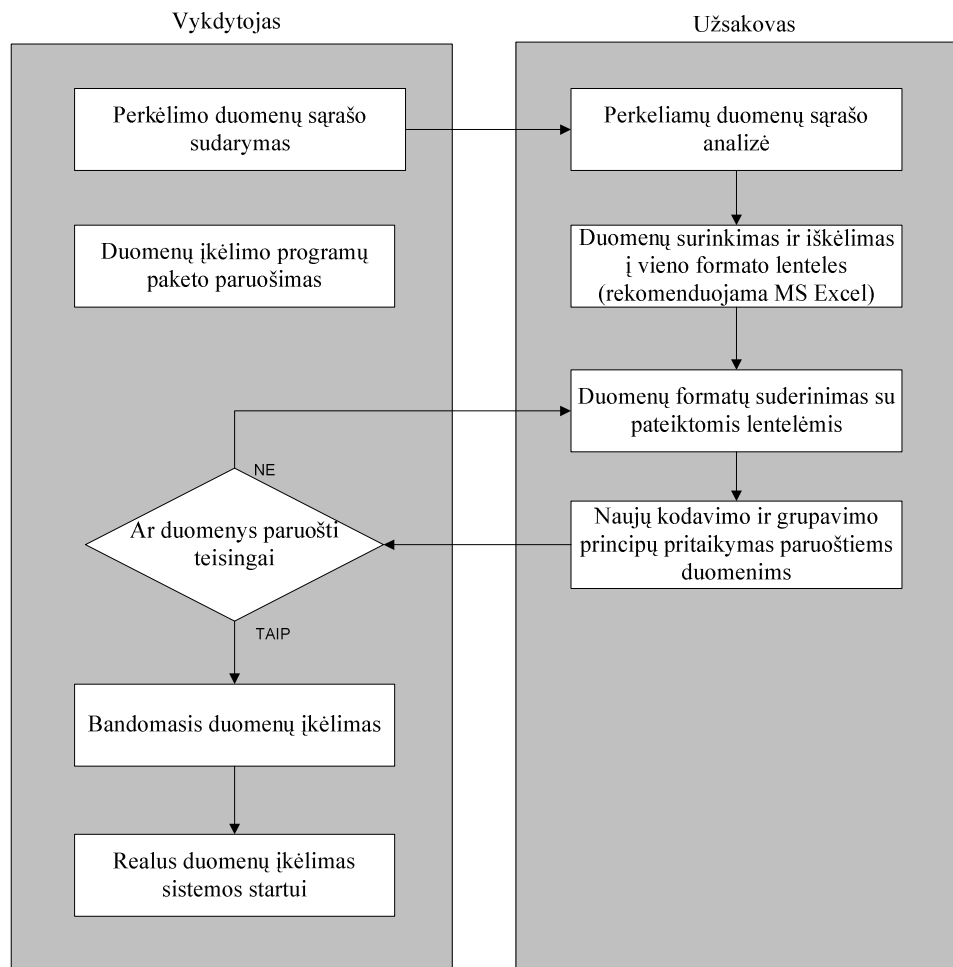 Vykdytojas
Užsakovas
Perkėlimo duomenų sąrašo
sudarymas
Perkeliamų duomenų sąrašo
analizė
Duomenų įkėlimo programų
paketo paruošimas
Duomenų surinkimas ir iškėlimas
į vieno formato lenteles
(rekomenduojama MS Excel)
Duomenų formatų suderinimas su
pateiktomis lentelėmis
NE
Ar duomenys paruošti
teisingai
Naujų kodavimo ir grupavimo
principų pritaikymas paruoštiems
duomenims
TAIP
Bandomasis duomenų įkėlimas
Realus duomenų įkėlimas
sistemos startui